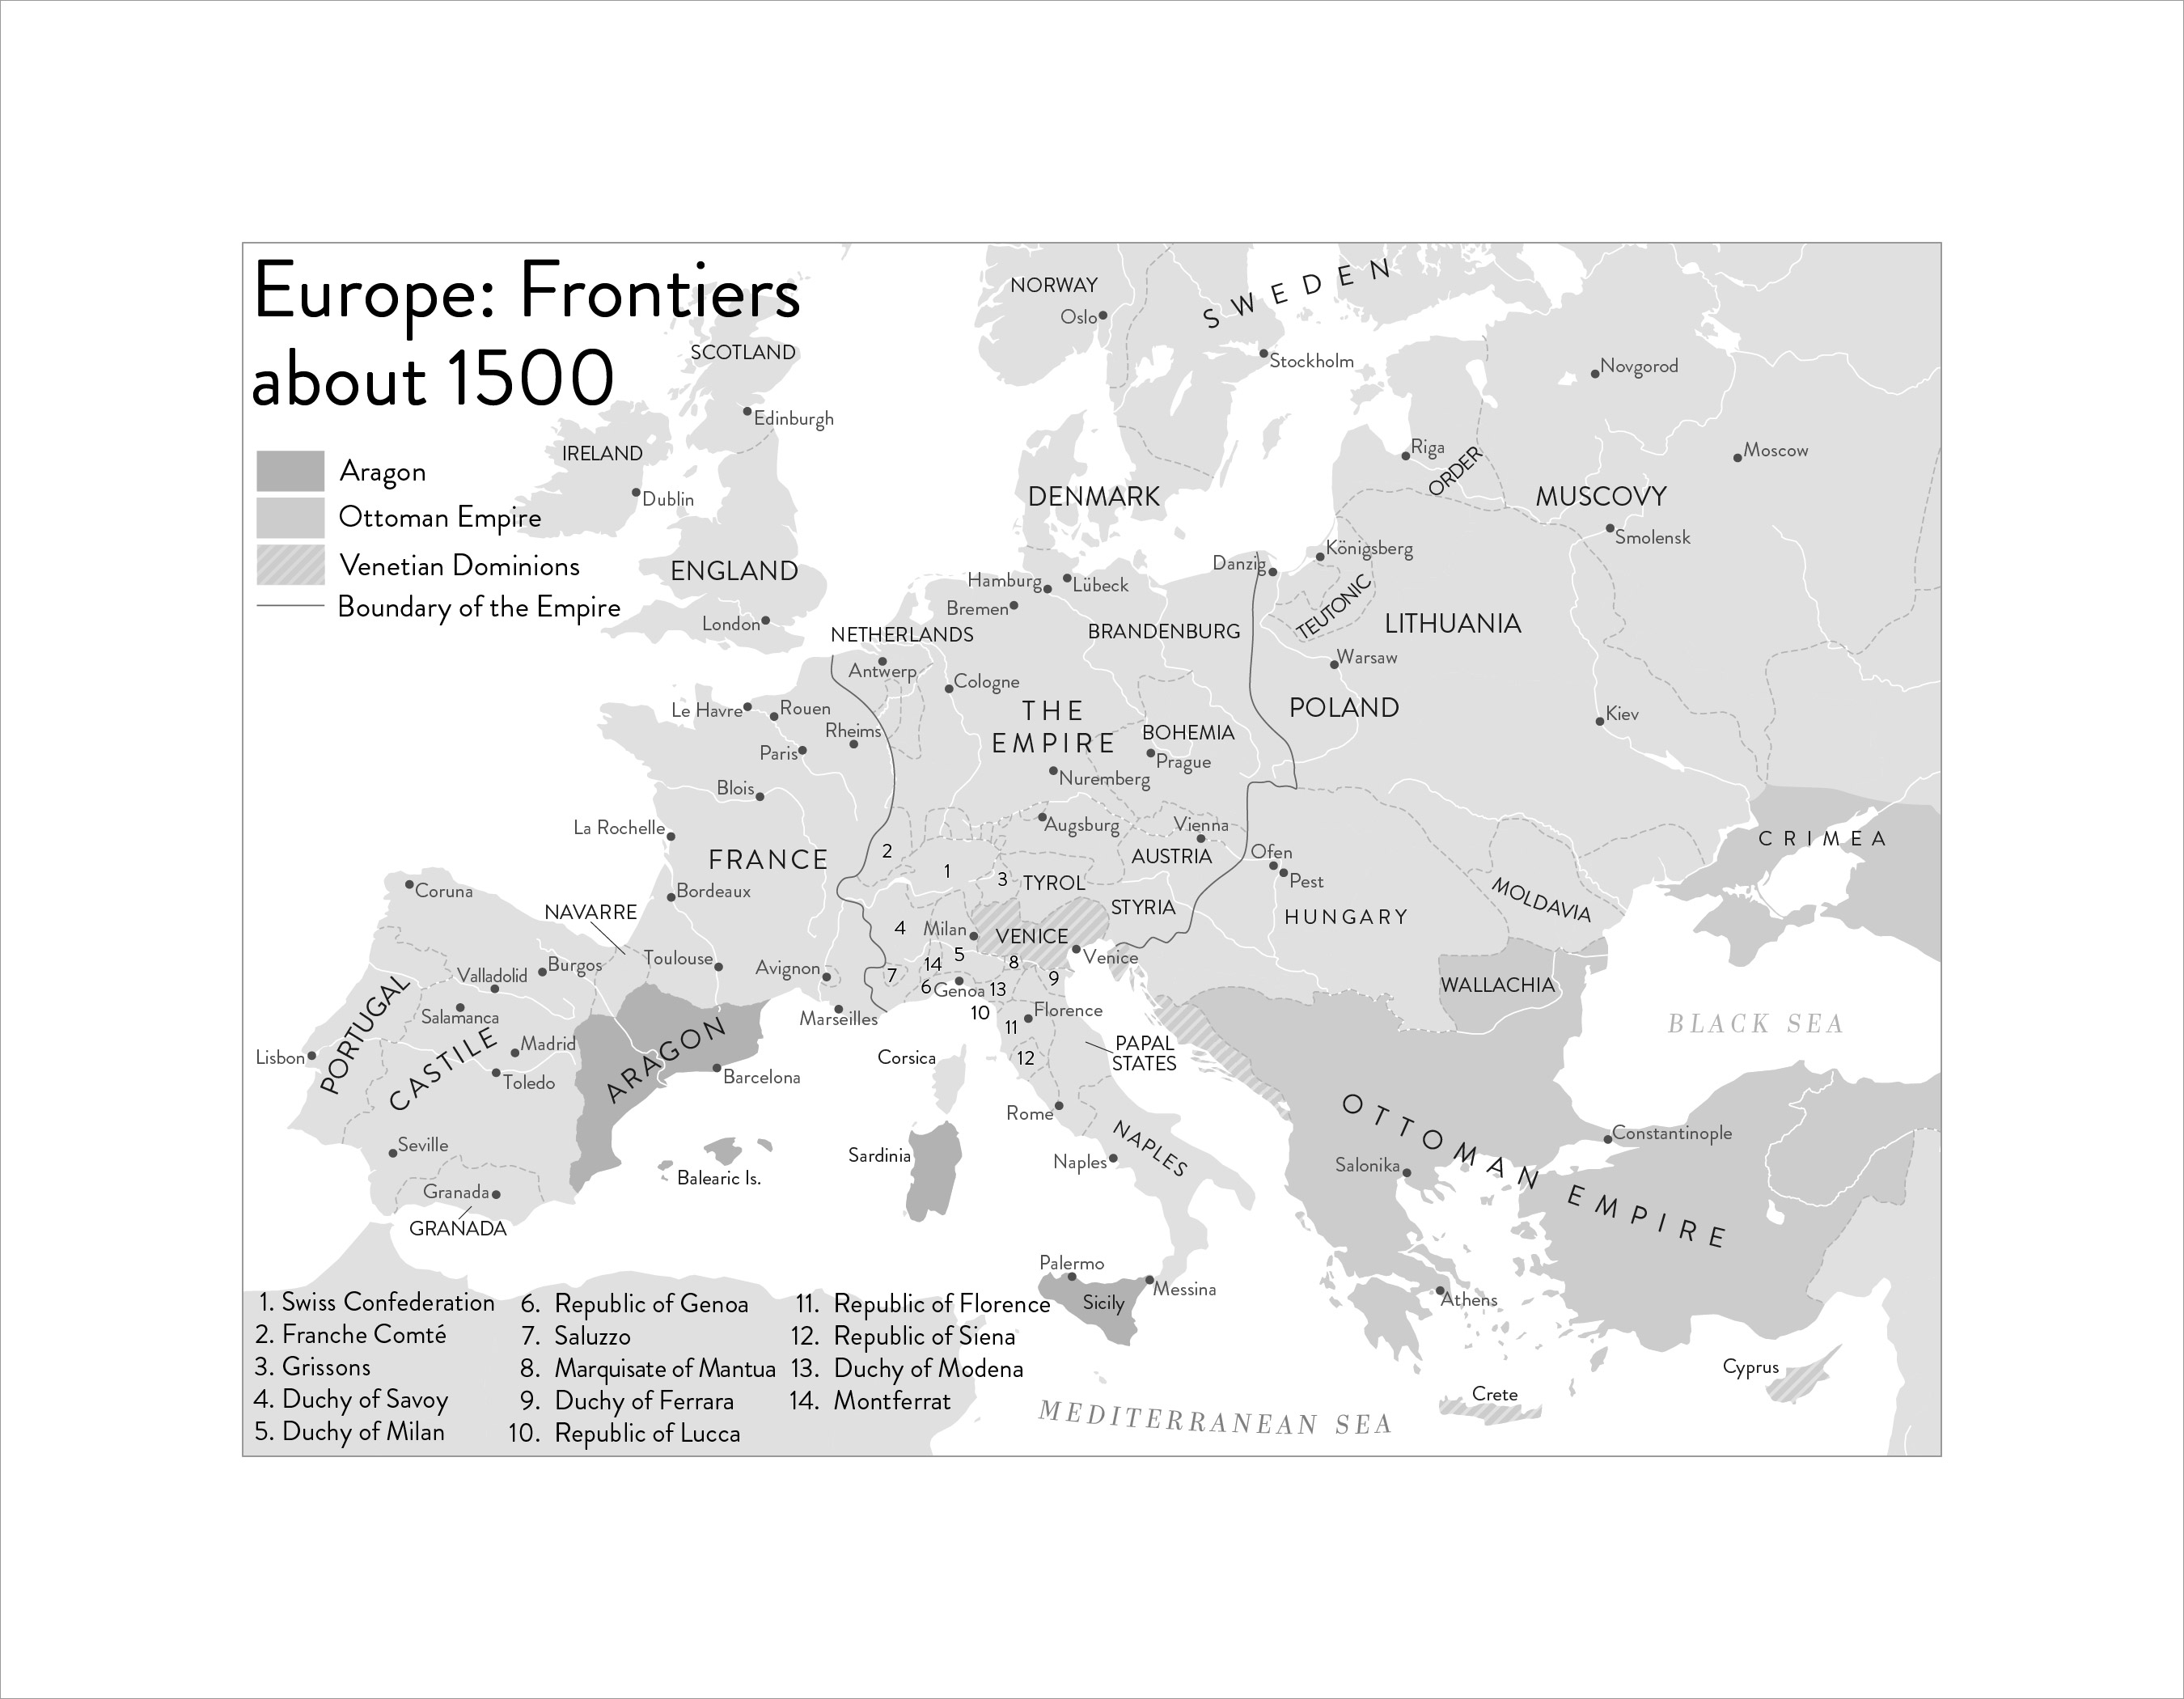 Europe: Frontiers
about 1500
Aragon
Ottoman Empire
Venetian Dominions
Boundary of the Empire
NORWAY
Oslo
SWEDEN
Stockholm
SCOTLAND
Edinburgh
IRELAND
Dublin
ENGLAND
London
Novgorod
Moscow
Riga
ORDER
MUSCOVY
Smolensk
DENMARK
Königsberg
Danzig
TEUTONIC
LITHUANIA
Hamburg
Lübeck
Bremen
NETHERLANDS
BRANDENBURG
Antwerp
Cologne
Warsaw
POLAND
Kiev
Le Havre
Rouen
Rheims
Paris
THE
EMPIRE
BOHEMIA
Prague
Nuremberg
Blois
La Rochelle
Augsburg
Vienna
AUSTRIA
Ofen
Pest
CRIMEA
FRANCE
2
1
3
TYROL
STYRIA
HUNGARY
MOLDAVIA
Coruna
Bordeaux
NAVARRE
4
Milan
VENICE
Venice
5
14
8
7
9
6
Genoa
13
10
Florence
11
12
Toulouse
Avignon
Marseilles
Burgos
Valladolid
Salamanca
WALLACHIA
BLACK SEA
PORTUGAL
Lisbon
CASTILE
Madrid
Toledo
ARAGON
Barcelona
Corsica
PAPAL
STATES
Rome
OTTOMAN EMPIRE
Constantinople
Salonika
Seville
Granada
GRANADA
Balearic Is.
Sardinia
Naples
NAPLES
Palermo
Messina
Sicily
Athens
Crete
Cyprus
MEDITERRANEAN SEA
1. Swiss Confederation
2. Franche Comté
3. Grissons
4. Duchy of Savoy
5. Duchy of Milan
6. Republic of Genoa
7. Saluzzo
8. Marquisate of Mantua
9. Duchy of Ferrara
10. Republic of Lucca
11. Republic of Florence
12. Republic of Siena
13. Duchy of Modena
14. Montferrat